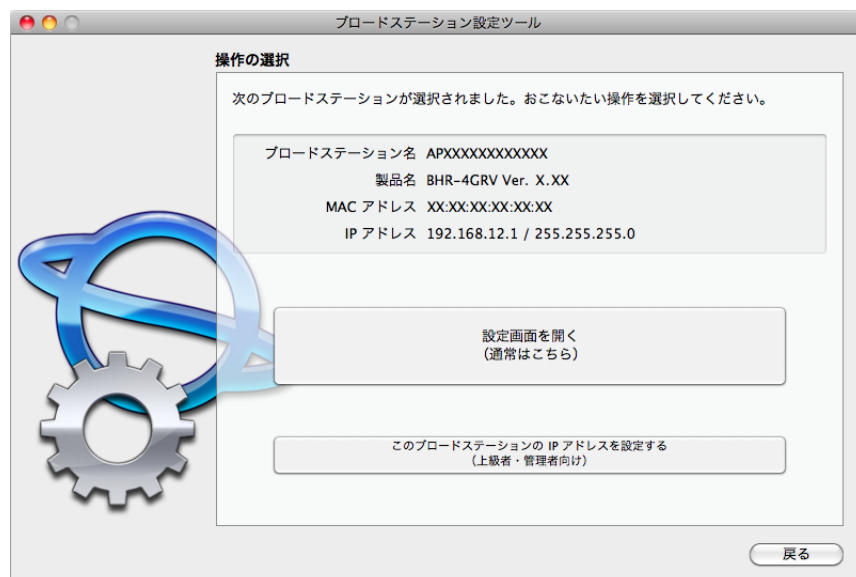 ブロードステーション設定ツール
操作の選択
次のブロードステーションが選択されました。おこないたい操作を選択してください。
ブロードステーション名 APXXXXXXXXXXXX
製品名 BHR-4GRV Ver. X.XX
MAC アドレス XX:XX:XX:XX:XX:XX
IP アドレス 192.168.12.1 / 255.255.255.0
設定画面を開く
(通常はこちら)
このブロードステーションの IP アドレスを設定する
(上級者・管理者向け)
戻る